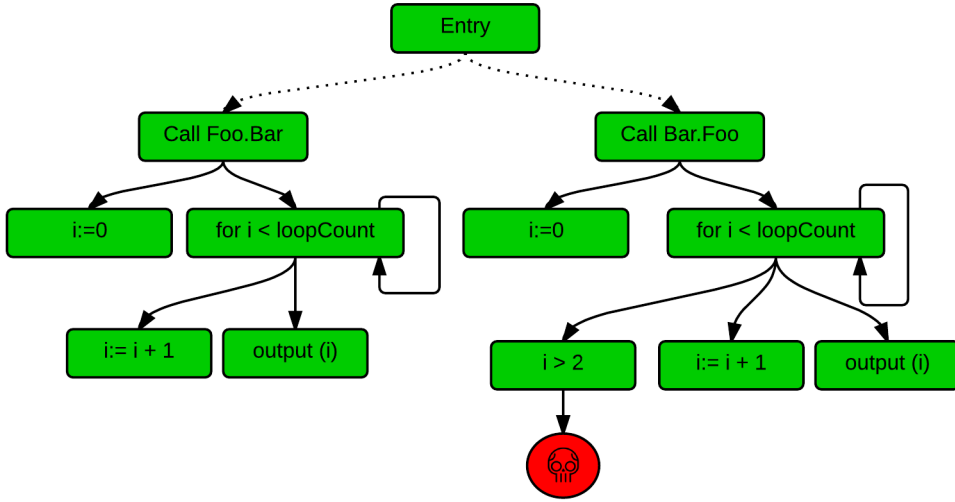 Entry
Call Foo.Bar
Call Bar.Foo
i:=0
for i < loopCount
i:=0
for i < loopCount
i:= i + 1
output (i)
i > 2
i:= i + 1
output (i)